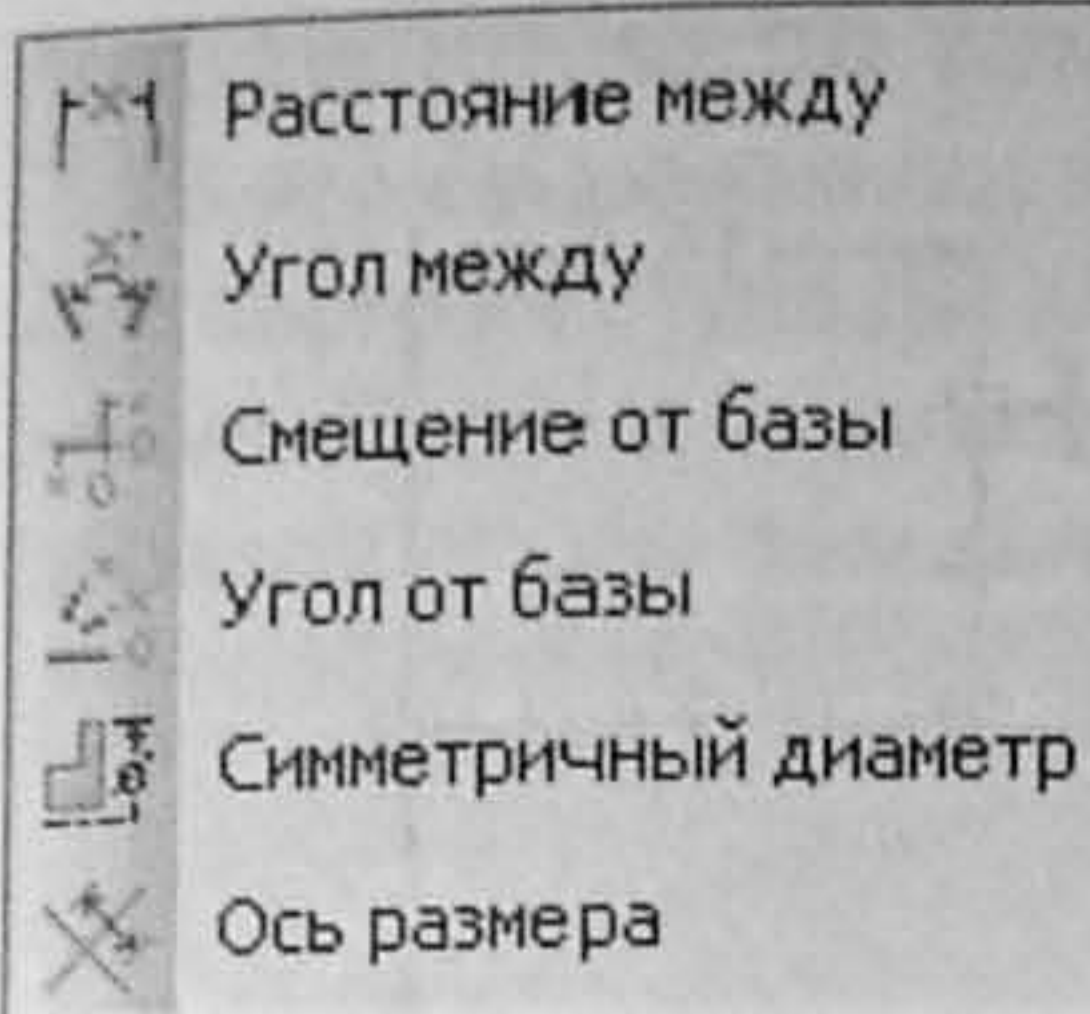 Расстояние между
Угол между
Смещение от базы
Угол от базы
Симметричный диаметр
Ось размера